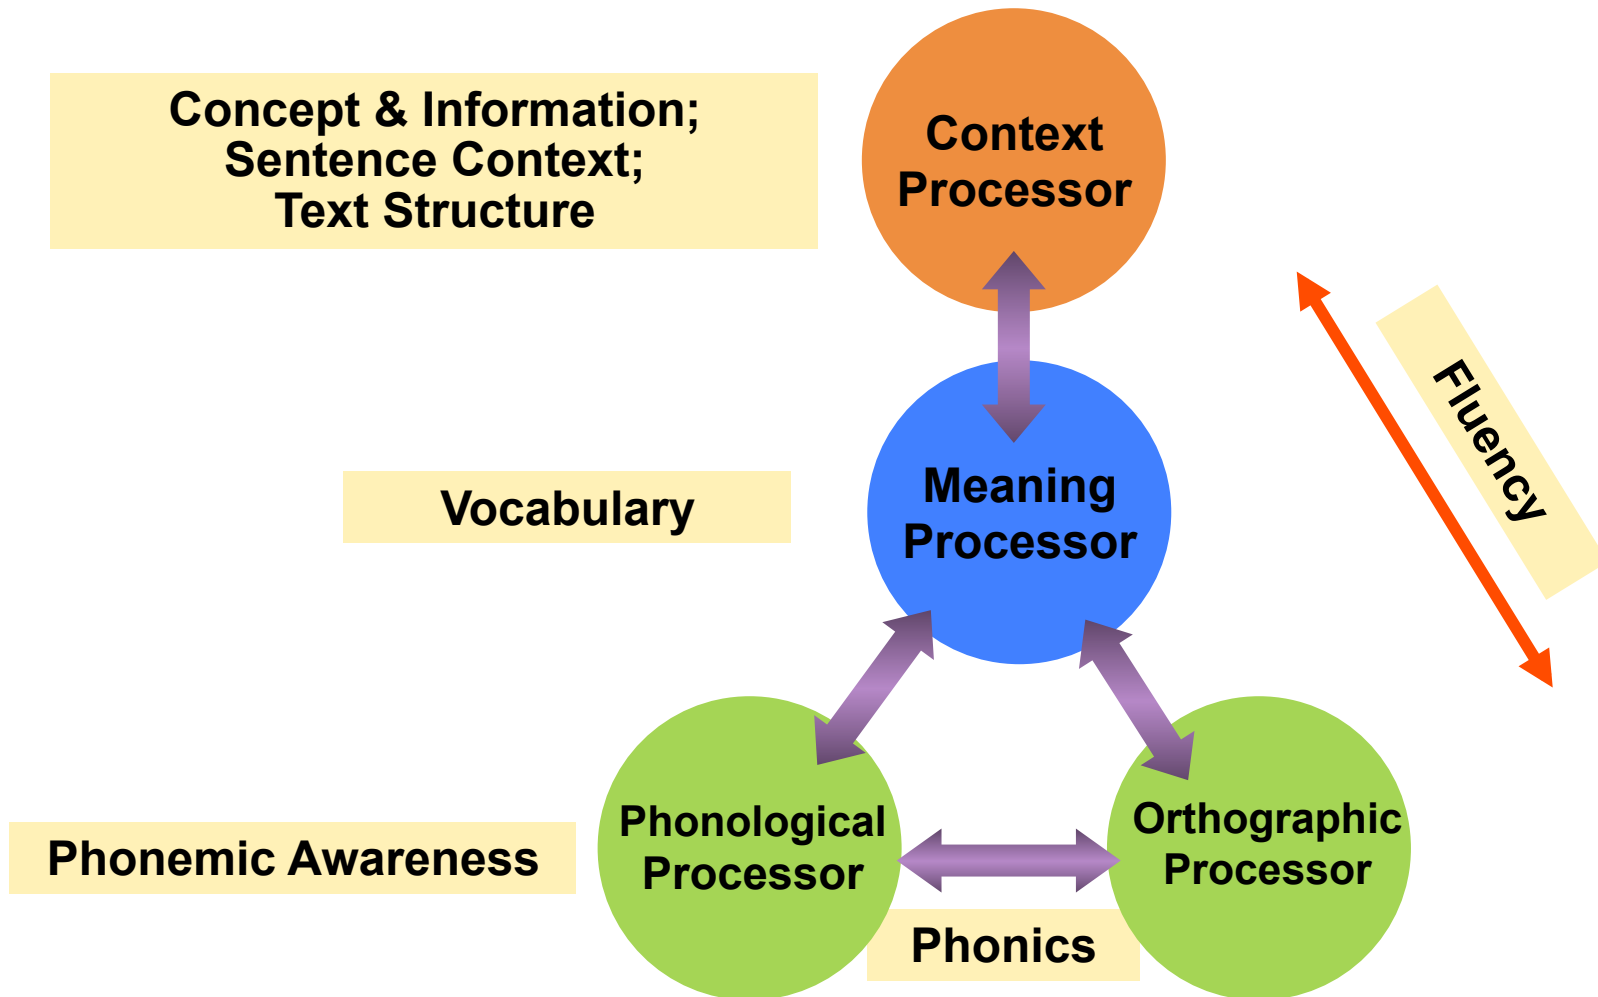 Concept & Information;
Sentence Context;
Text Structure
Context
Processor
Fluency
Vocabulary
Meaning
Processor
Phonemic Awareness
Phonological
Processor
Orthographic
Processor
Phonics